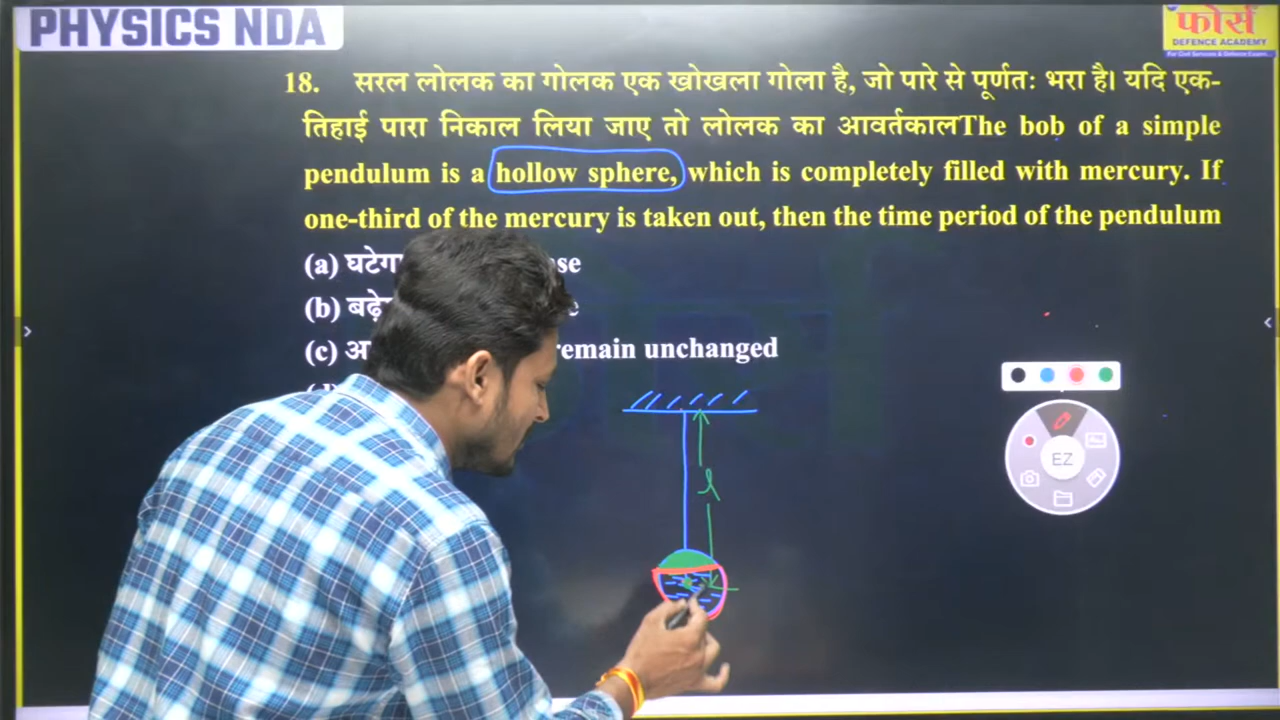 PHYSICS NDA
फोर्स
DEFENCE ACADEMY
18. सरल लोलक का गोलक एक खोखला गोला है, जो पारे से पूर्णतः भरा है। यदि एक-
तिहाई पारा निकाल लिया जाए तो लोलक का आवर्तकालThe bob of a simple
pendulum is a hollow sphere, which is completely filled with mercury. If
one-third of the mercury is taken out, then the time period of the pendulum
(a)
(b)
(c) remain unchanged
l
EZ